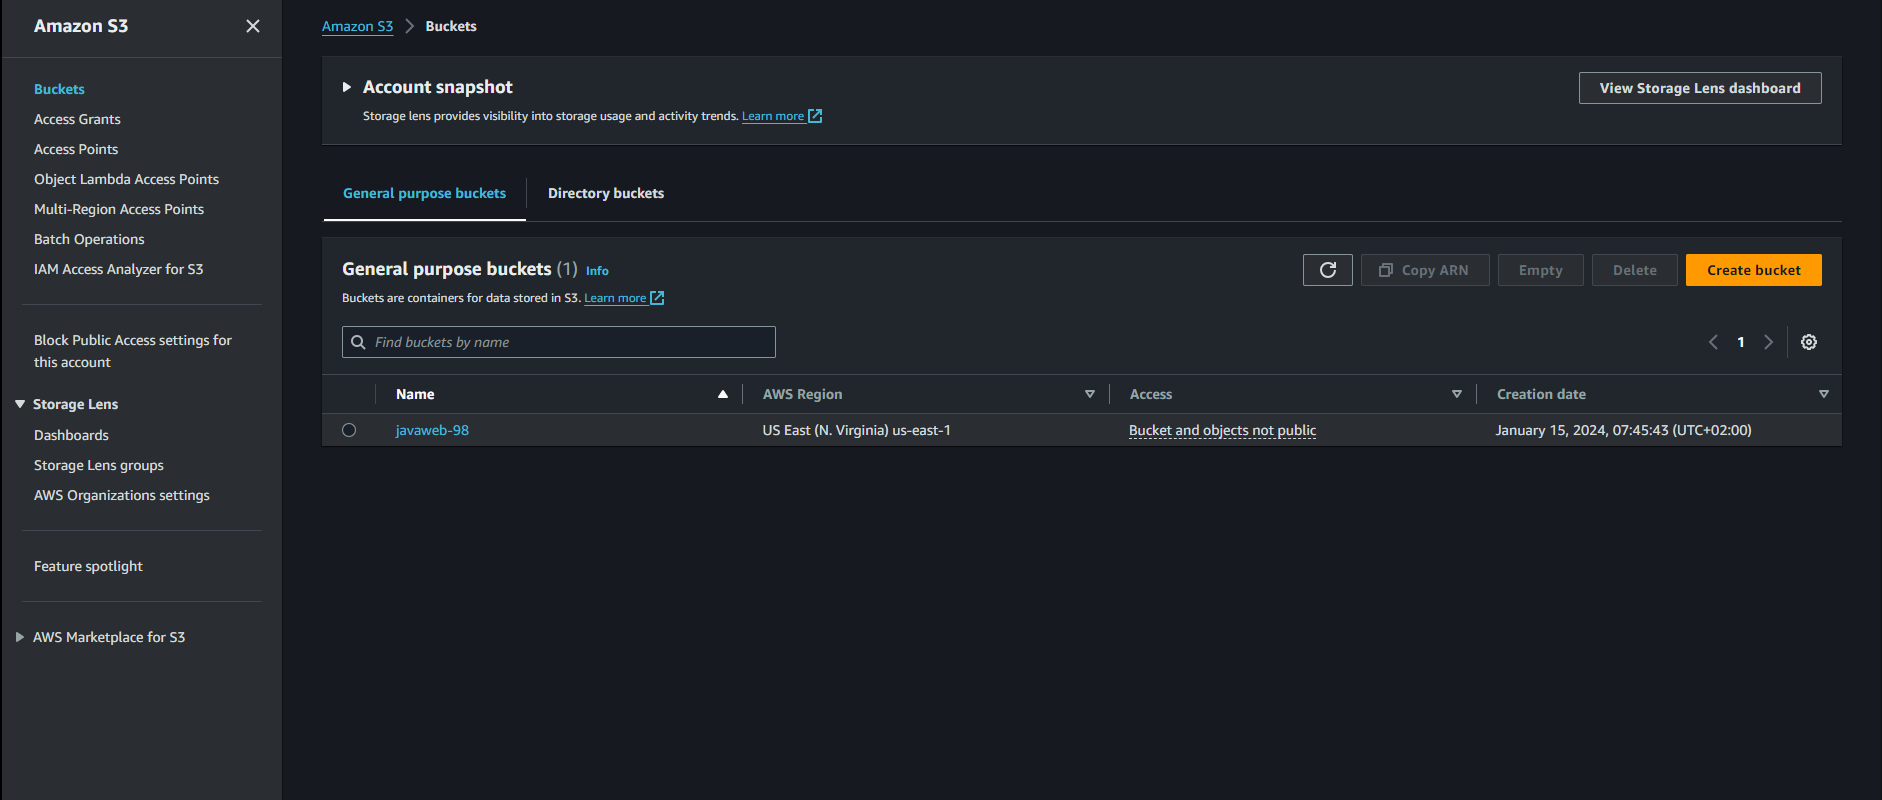 Amazon S3
Buckets
Access Grants
Access Points
Object Lambda Access Points
Multi-Region Access Points
Batch Operations
IAM Access Analyzer for S3
Block Public Access settings for
this account
Storage Lens
Dashboards
Storage Lens groups
AWS Organizations settings
Feature spotlight
AWS Marketplace for S3
Amazon S3 Buckets
Account snapshot
View Storage Lens dashboard
Storage lens provides visibility into storage usage and activity trends. Learn more
General purpose buckets Directory buckets
General purpose buckets (1) Info
Copy ARN Empty Delete Create bucket
Buckets are containers for data stored in S3. Learn more
Find buckets by name
1
Name AWS Region Access Creation date
javaweb-98 US East (N. Virginia) us-east-1 Bucket and objects not public January 15, 2024, 07:45:43 (UTC+02:00)